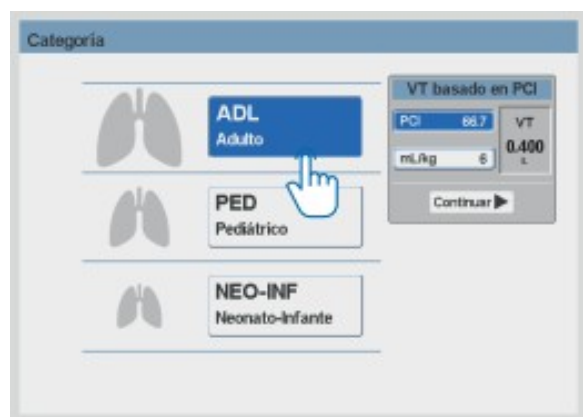 Categoría
ADL
Adulto
PED
Pediátrico
NEO-INF
Neonato-Infante
VT basado en PCI
PCI 66.7
mL/kg 6
VT
0.400
L
Continuar